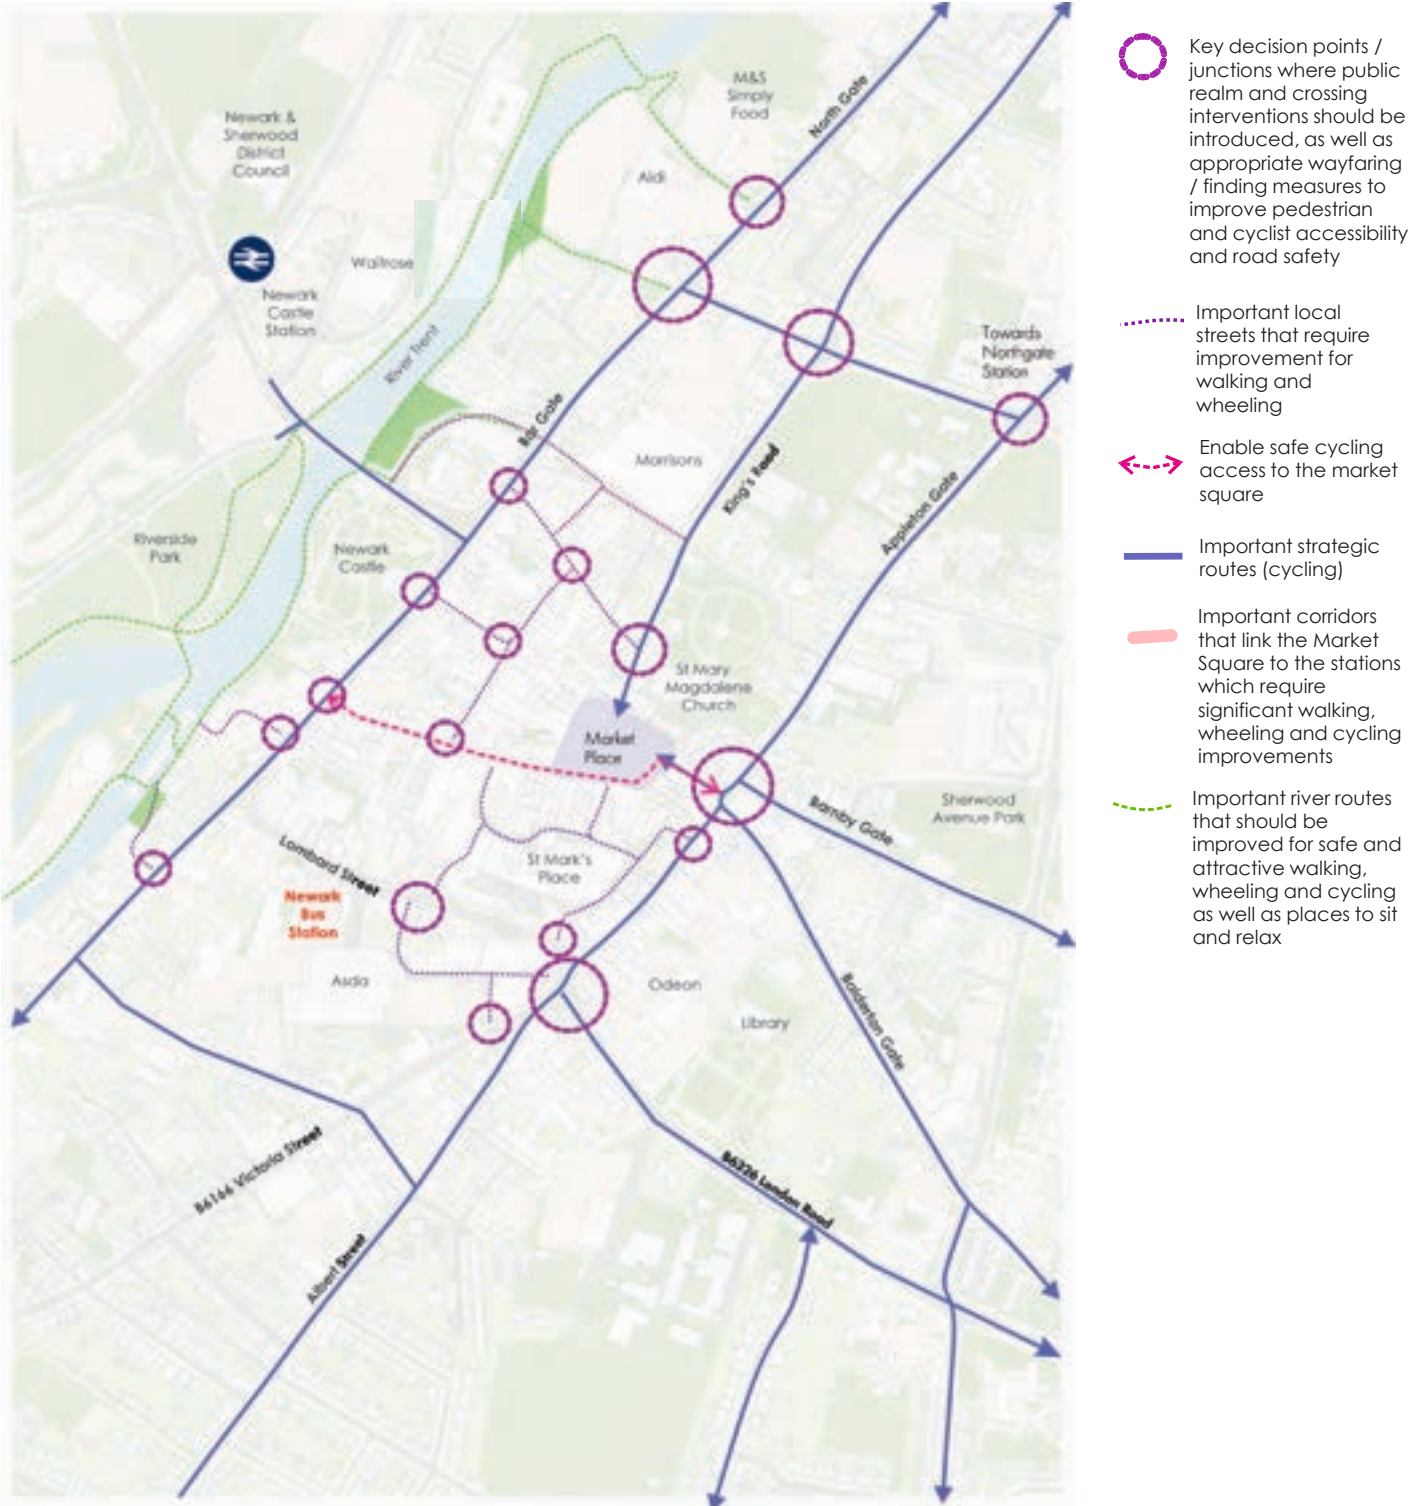 M&S
Simply
Food
North Gate
Newark &
Sherwood
District
Council
Aldi
Waitrose
Newark
Castle
Station
River Trent
Towards
Northgate
Station
Bar Gate
Morrisons
King's Road
Appleton Gate
Riverside
Park
Newark
Castle
St Mary
Magdalene
Church
Market
Place
Barnby Gate
Sherwood
Avenue Park
Lombard Street
St Mark's
Place
Newark
Bus
Station
Asda
Odeon
Library
Balderton Gate
B6166 Victoria Street
B6326 London Road
Albert Street
Key decision points /
junctions where public
realm and crossing
interventions should be
introduced, as well as
appropriate wayfaring
/ finding measures to
improve pedestrian
and cyclist accessibility
and road safety
Important local
streets that require
improvement for
walking and
wheeling
Enable safe cycling
access to the market
square
Important strategic
routes (cycling)
Important corridors
that link the Market
Square to the stations
which require
significant walking,
wheeling and cycling
improvements
Important river routes
that should be
improved for safe and
attractive walking,
wheeling and cycling
as well as places to sit
and relax